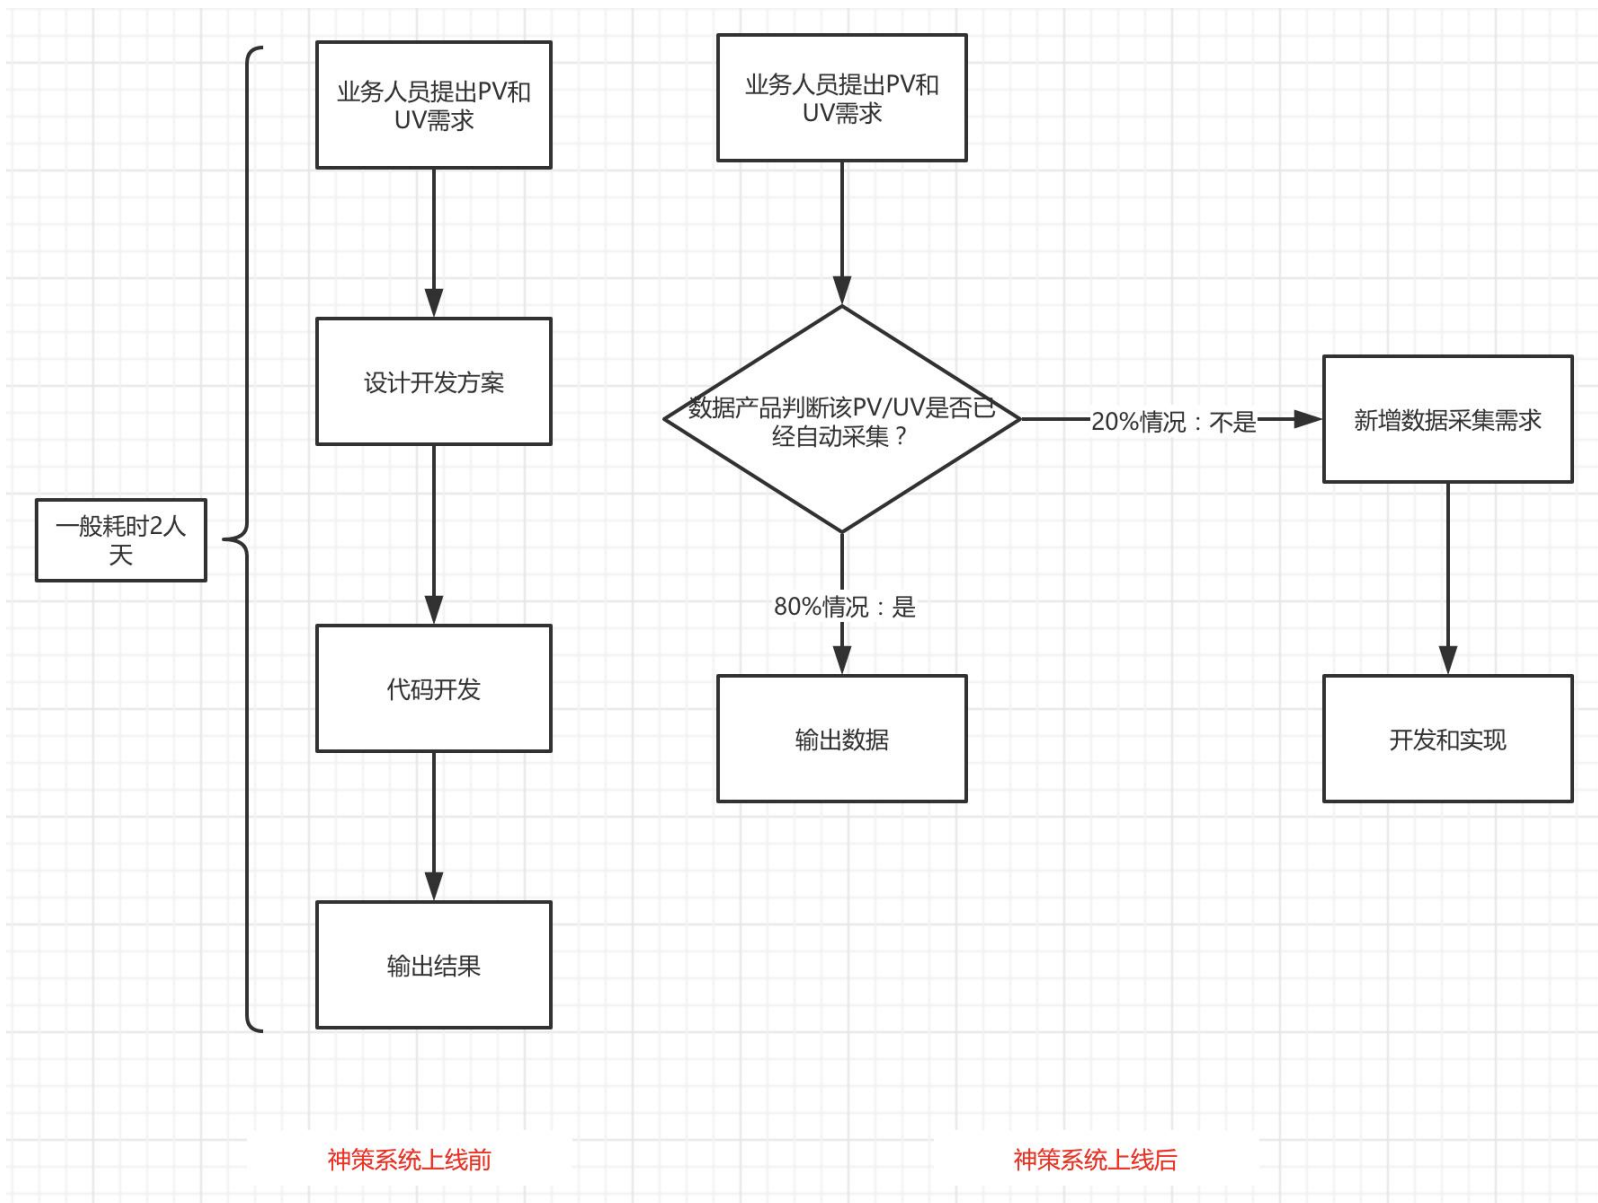 业务人员提出PV和
UV需求
设计开发方案
代码开发
输出结果
一般耗时2人
天
神策系统上线前
业务人员提出PV和
UV需求
数据产品判断该PV/UV是否已
经自动采集？
20%情况：不是
新增数据采集需求
80%情况：是
输出数据
开发和实现
神策系统上线后